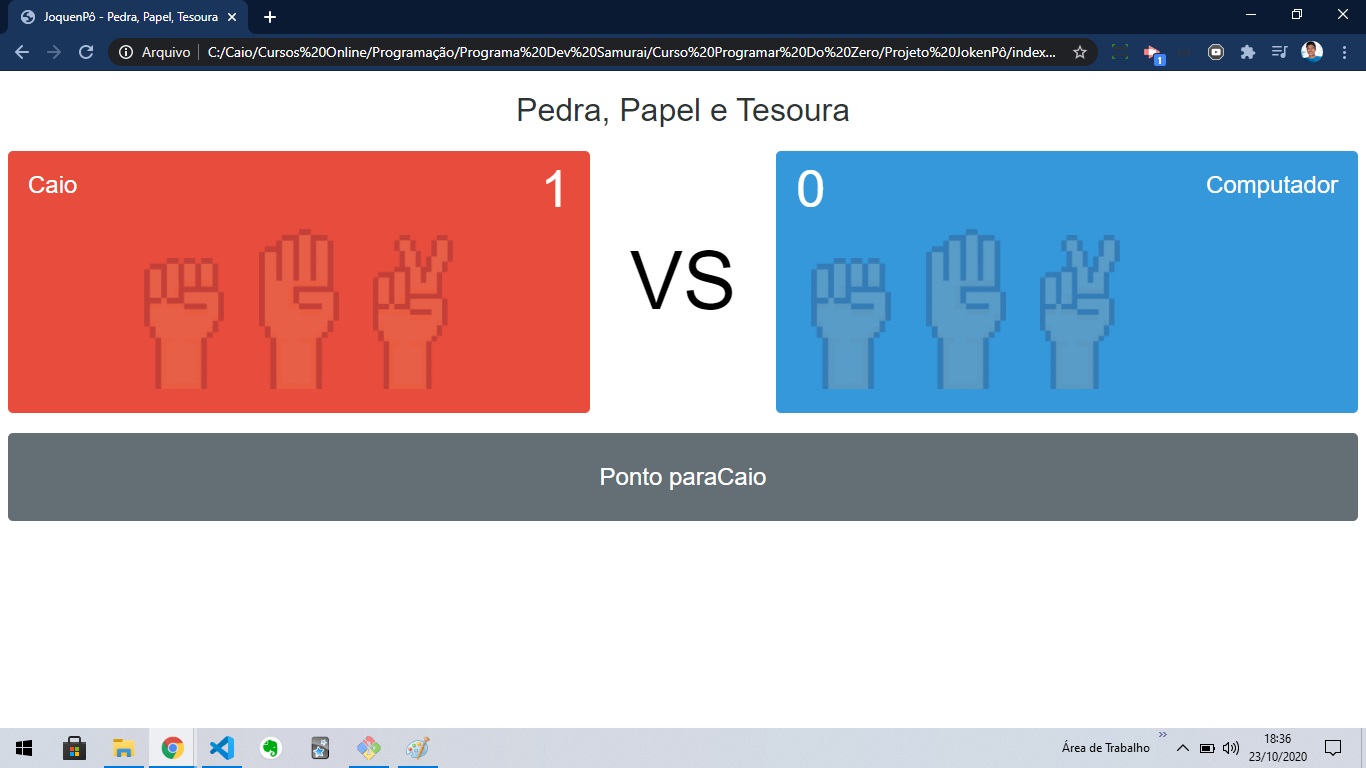 JoquenPô - Pedra, Papel, Tesoura
Arquivo
C:/Caio/Cursos%20Online/Programação/Programa%20Dev%20Samurai/Curso%20Programar%20Do%20Zero/Projeto%20JokenPô/index...
1
Pedra, Papel e Tesoura
Caio
1
VS
0
Computador
Ponto paraCaio
Área de Trabalho
18:36
23/10/2020